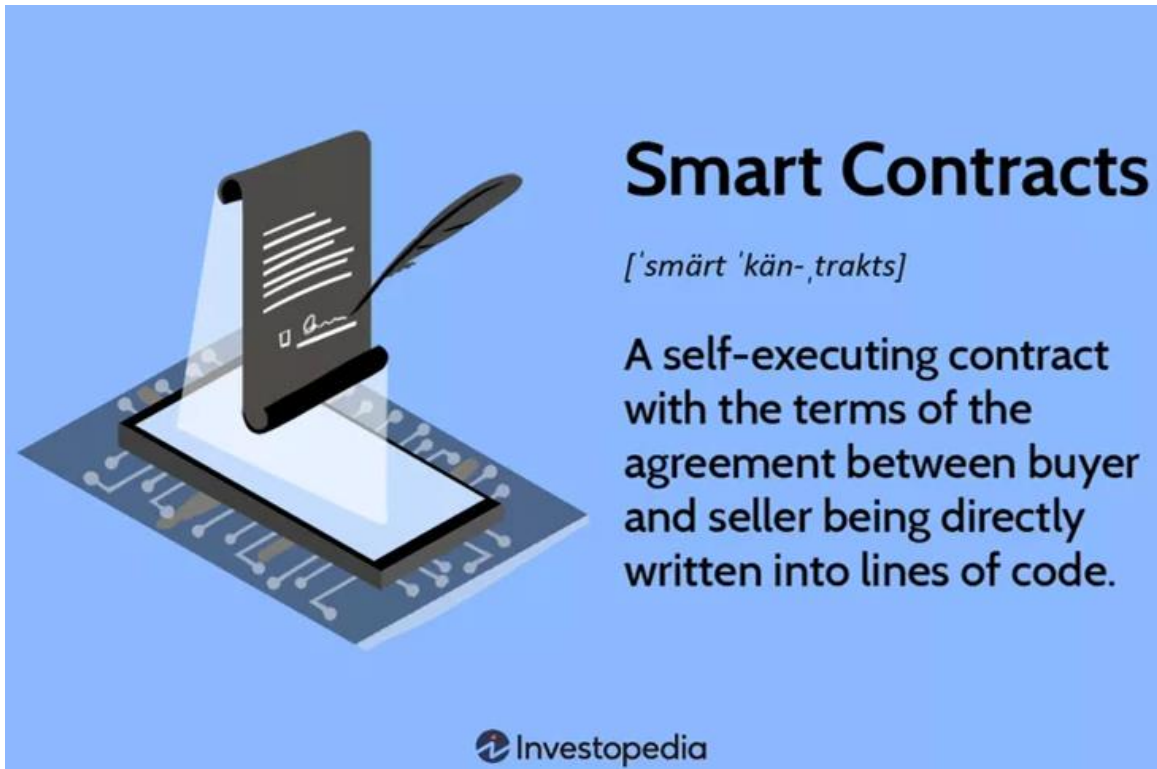 Smart Contracts
[ˈsmärt ˈkän-ˌtrakts]
A self-executing contract
with the terms of the
agreement between buyer
and seller being directly
written into lines of code.
Investopedia